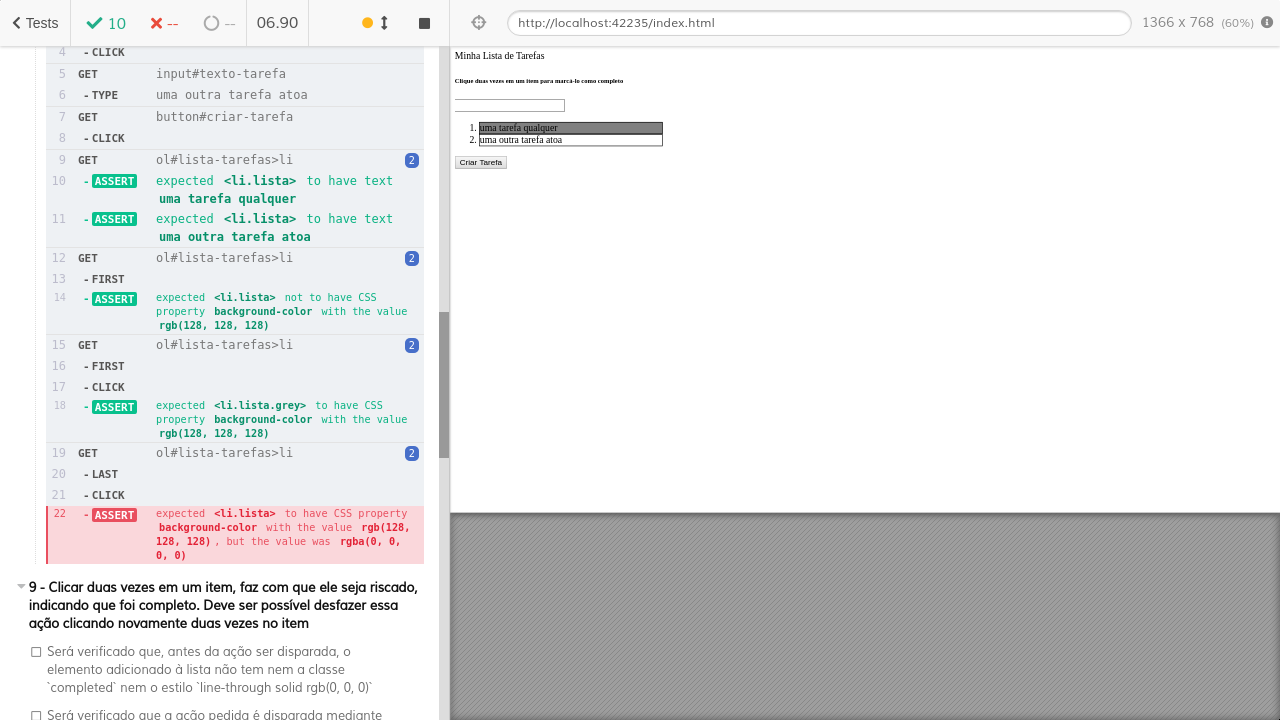 Tests 10 -- -- 06.90 http://localhost:42235/index.html 1366 x 768 (60%)
4 - CLICK
5 GET input#texto-tarefa
6 - TYPE uma outra tarefa atoa
7 GET button#criar-tarefa
8 - CLICK
9 GET ol#lista-tarefas>li 2
10 - ASSERT expected <li.lista> to have text
uma tarefa qualquer
11 - ASSERT expected <li.lista> to have text
uma outra tarefa atoa
12 GET ol#lista-tarefas>li 2
13 - FIRST
14 - ASSERT expected <li.lista> not to have CSS
property background-color with the value
rgb(128, 128, 128)
15 GET ol#lista-tarefas>li 2
16 - FIRST
17 - CLICK
18 - ASSERT expected <li.lista.grey> to have CSS
property background-color with the value
rgb(128, 128, 128)
19 GET ol#lista-tarefas>li 2
20 - LAST
21 - CLICK
22 - ASSERT expected <li.lista> to have CSS property
background-color with the value rgb(128,
128, 128) , but the value was rgba(0, 0,
0, 0)
9 - Clicar duas vezes em um item, faz com que ele seja riscado,
indicando que foi completo. Deve ser possível desfazer essa
ação clicando novamente duas vezes no item
Será verificado que, antes da ação ser disparada, o
elemento adicionado à lista não tem nem a classe
`completed` nem o estilo `line-through solid rgb(0, 0, 0)`
Será verificado que a ação pedida é disparada mediante
Minha Lista de Tarefas
Clique duas vezes em um item para marcá-lo como completo
1. uma tarefa qualquer
2. uma outra tarefa atoa
Criar Tarefa